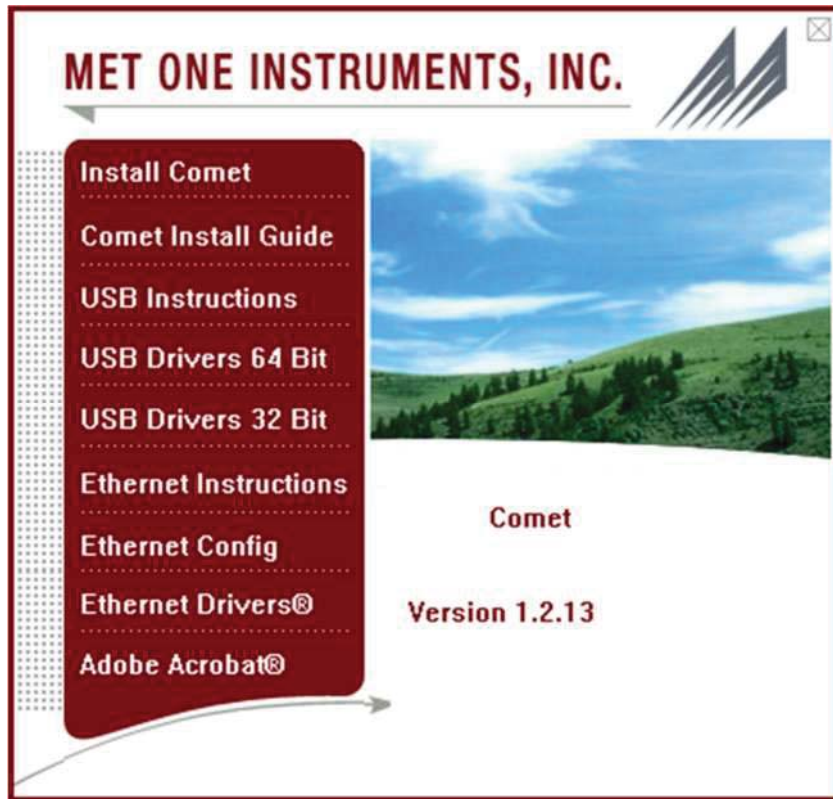 MET ONE INSTRUMENTS, INC.
Install Comet
Comet Install Guide
USB Instructions
USB Drivers 64 Bit
USB Drivers 32 Bit
Ethernet Instructions
Ethernet Config
Ethernet Drivers®
Adobe Acrobat®
Comet
Version 1.2.13